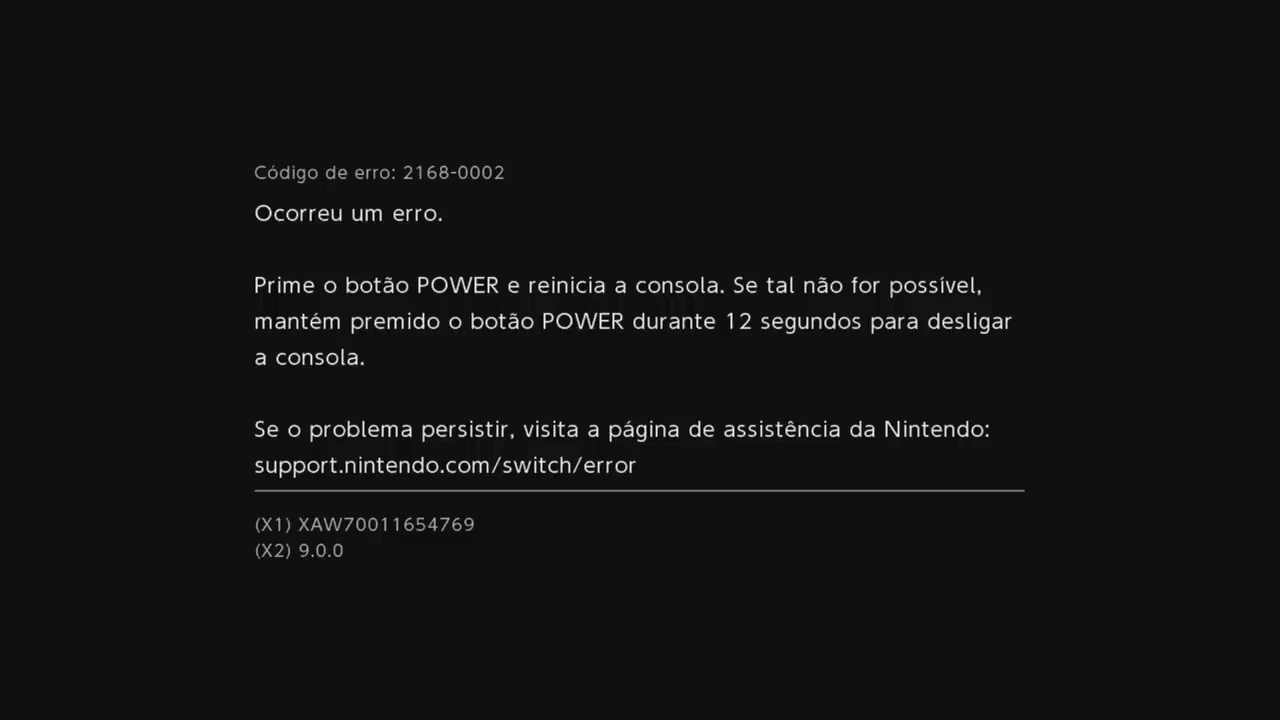 Código de erro: 2168-0002
Ocorreu um erro.
Prime o botão POWER e reinicia a consola. Se tal não for possível,
mantém premido o botão POWER durante 12 segundos para desligar
a consola.
Se o problema persistir, visita a página de assistência da Nintendo:
support.nintendo.com/switch/error
(X1) XAW70011654769
(X2) 9.0.0